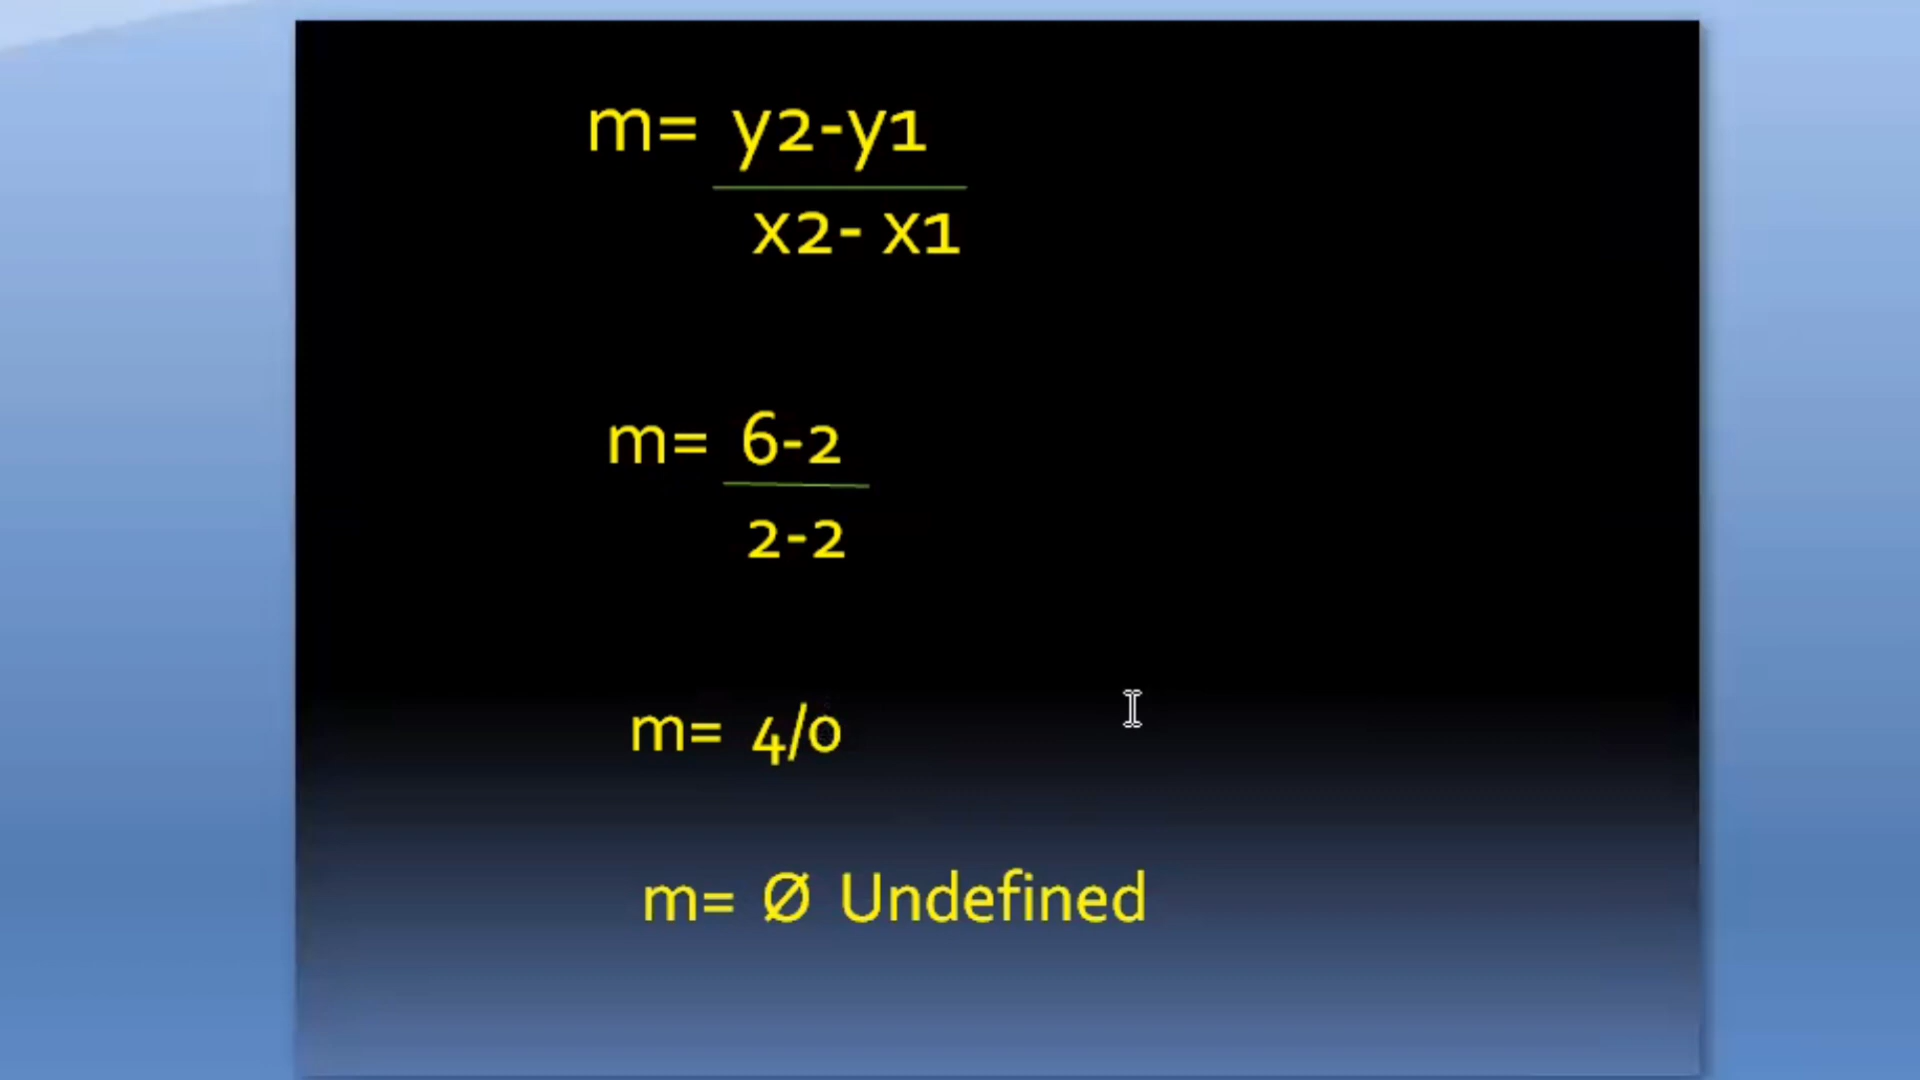 m= y2-y1
x2- x1
m= 6-2
2-2
m= 4/0
m= Ø Undefined